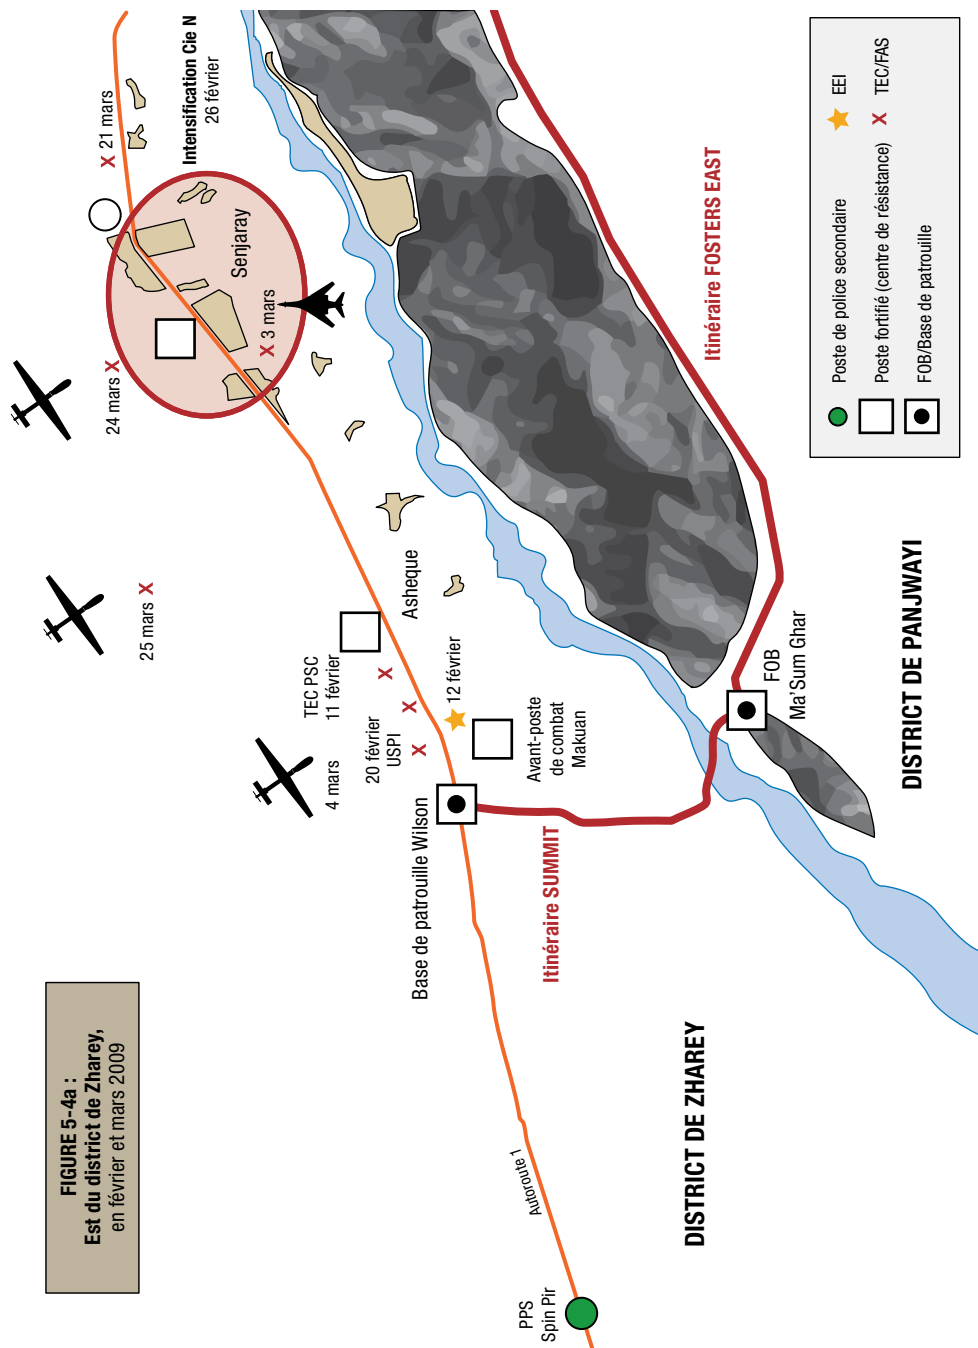 FIGURE 5-4a :
Est du district de Zharey,
en février et mars 2009
4 mars
25 mars X
24 mars X
X 21 mars
Intensification Cie N
26 février
Senjaray
X 3 mars
TEC PSC
11 février
X
20 février
USPI
X
X
12 février
Asheque
Base de patrouille Wilson
Avant-poste
de combat
Makuan
PPS
Spin Pir
Autoroute 1
Itinéraire SUMMIT
Itinéraire FOSTERS EAST
FOB
Ma'Sum Ghar
DISTRICT DE ZHAREY
DISTRICT DE PANJWAYI
Poste de police secondaire
EEI
Poste fortifié (centre de résistance)
X TEC/FAS
FOB/Base de patrouille